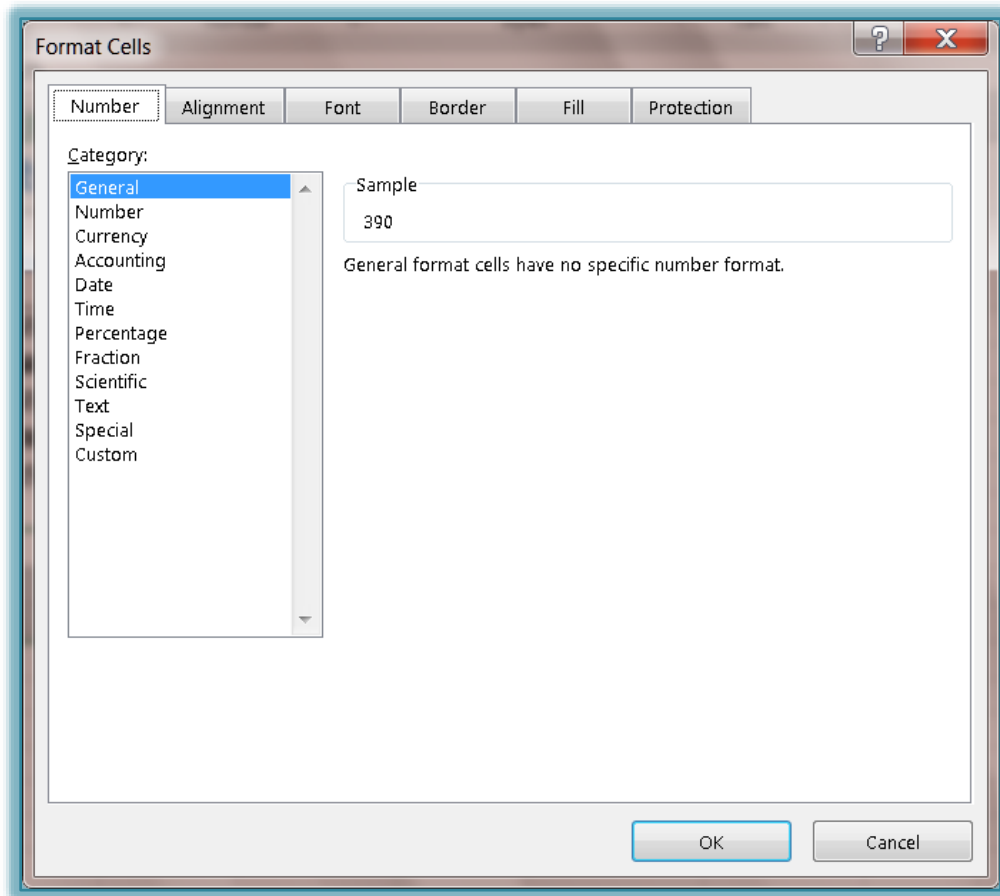 Format Cells
Number
Alignment
Font
Border
Fill
Protection
Category:
General
Number
Currency
Accounting
Date
Time
Percentage
Fraction
Scientific
Text
Special
Custom
Sample
390
General format cells have no specific number format.
OK
Cancel